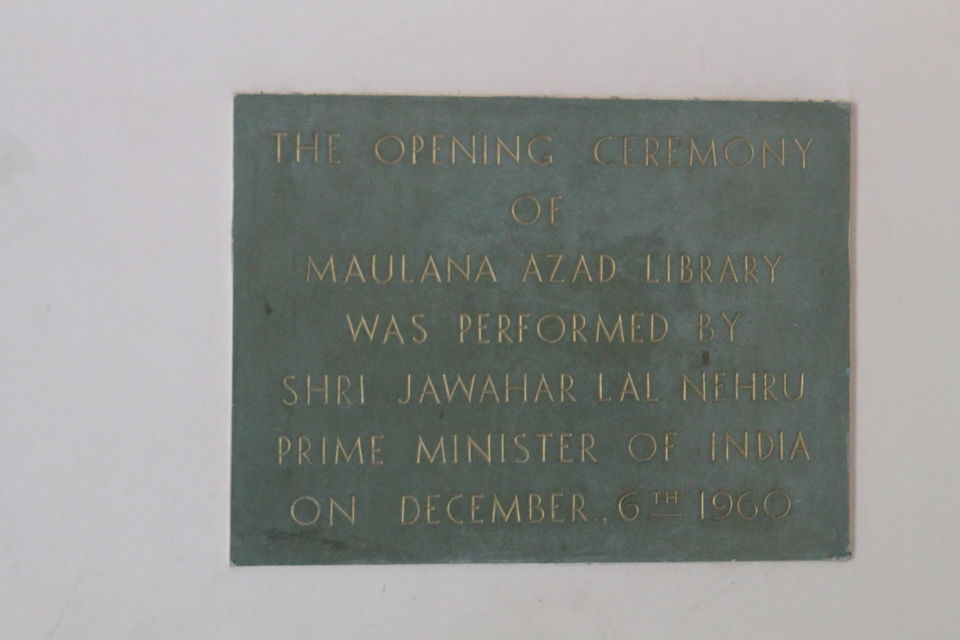 THE OPENING CEREMONY
OF
MAULANA AZAD LIBRARY
WAS PERFORMED BY
SHRI JAWAHAR LAL NEHRU
PRIME MINISTER OF INDIA
ON DECEMBER., 6TH 1960